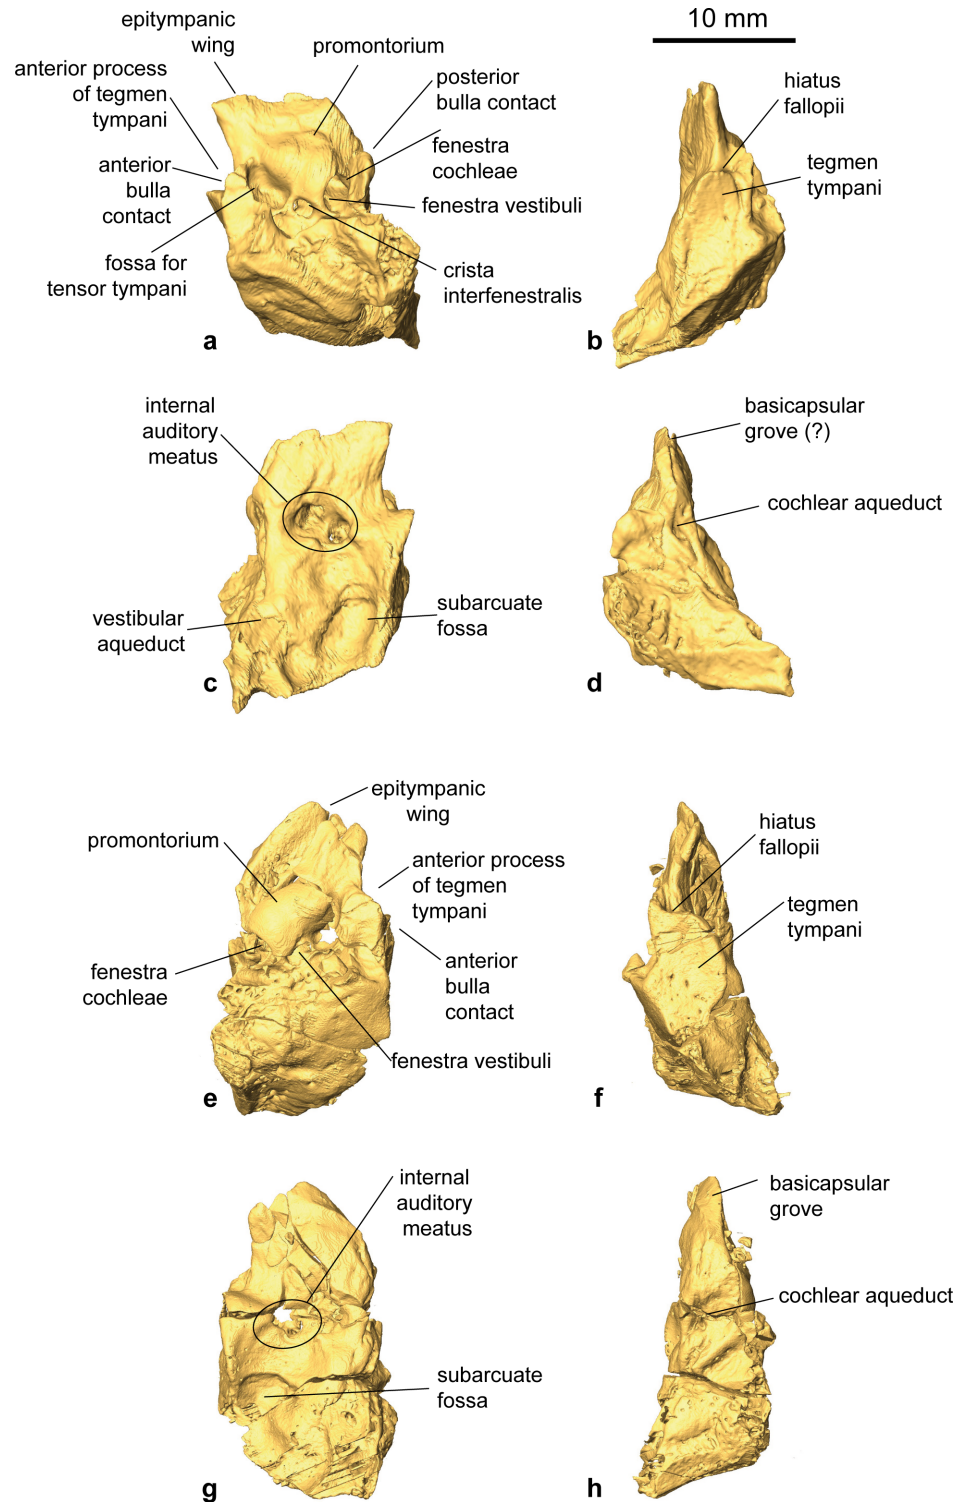 epitympanic
wing
promontorium
anterior process
of tegmen
tympani
posterior
bulla contact
fenestra
cochleae
anterior
bulla
contact
fenestra vestibuli
fossa for
tensor tympani
crista
interfenestralis
a
10 mm
hiatus
fallopii
tegmen
tympani
b
internal
auditory
meatus
vestibular
aqueduct
subarcuate
fossa
c
basicapsular
grove (?)
cochlear aqueduct
d
epitympanic
wing
promontorium
anterior process
of tegmen
tympani
fenestra
cochleae
anterior
bulla
contact
fenestra vestibuli
e
hiatus
fallopii
tegmen
tympani
f
internal
auditory
meatus
subarcuate
fossa
g
basicapsular
grove
cochlear aqueduct
h